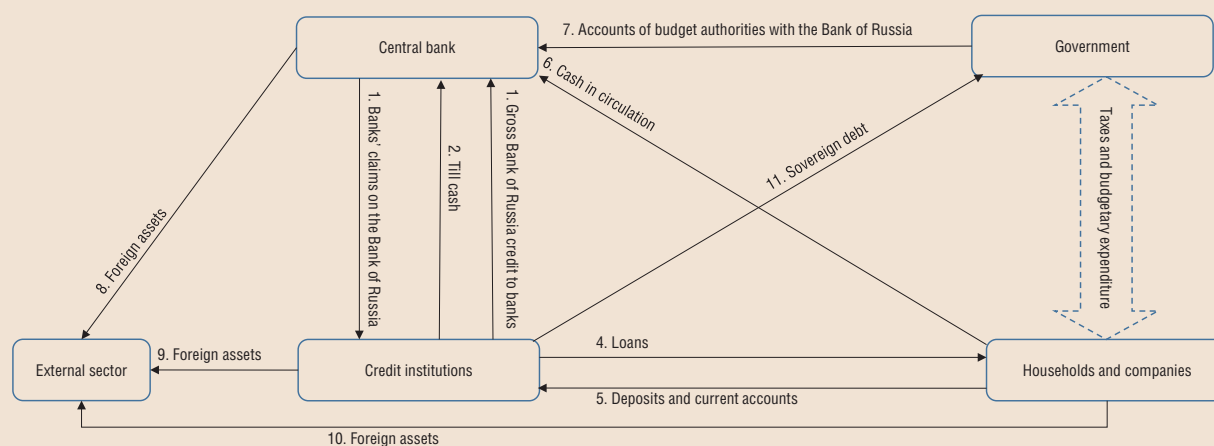 7. Accounts of budget authorities with the Bank of Russia
Central bank
Government
6. Cash in circulation
1. Banks' claims on the Bank of Russia
2. Till cash
1. Gross Bank of Russia credit to banks
11. Sovereign debt
Taxes and budgetary expenditure
8. Foreign assets
External sector
9. Foreign assets
Credit institutions
4. Loans
5. Deposits and current accounts
Households and companies
10. Foreign assets